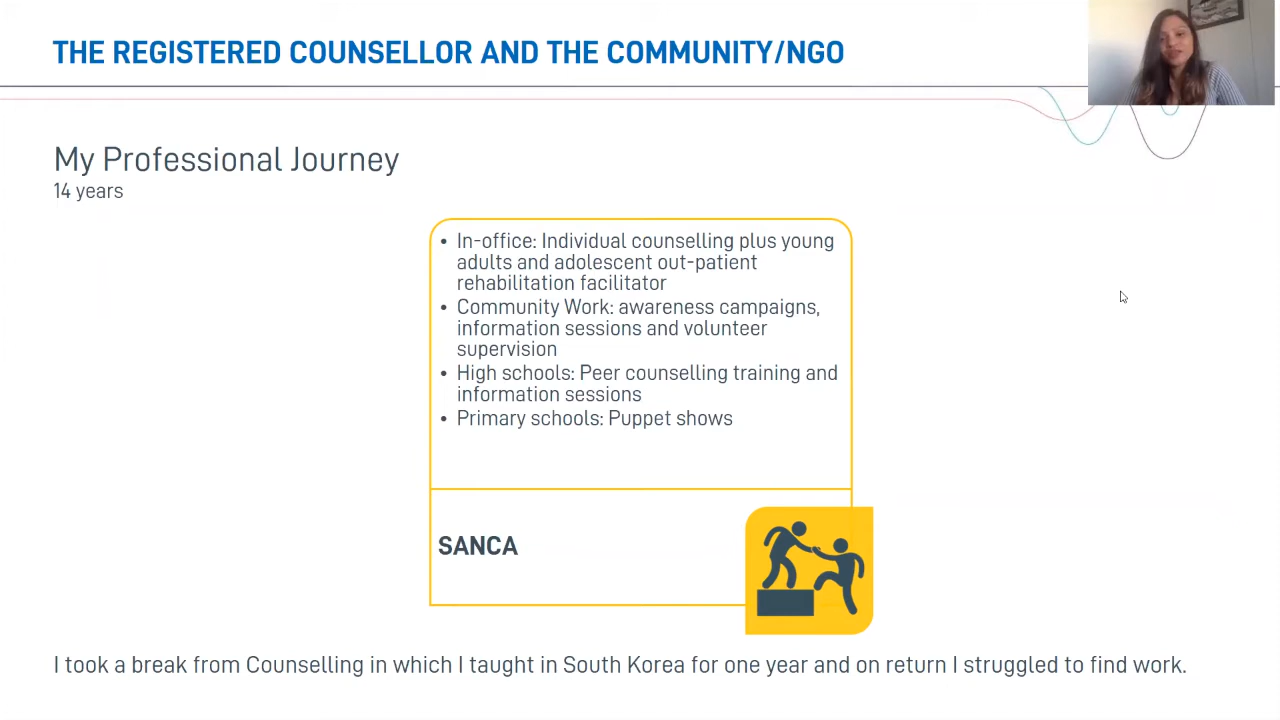 THE REGISTERED COUNSELLOR AND THE COMMUNITY/NGO
My Professional Journey
14 years
• In-office: Individual counselling plus young
adults and adolescent out-patient
rehabilitation facilitator
• Community Work: awareness campaigns,
information sessions and volunteer
supervision
• High schools: Peer counselling training and
information sessions
• Primary schools: Puppet shows
SANCA
I took a break from Counselling in which I taught in South Korea for one year and on return I struggled to find work.